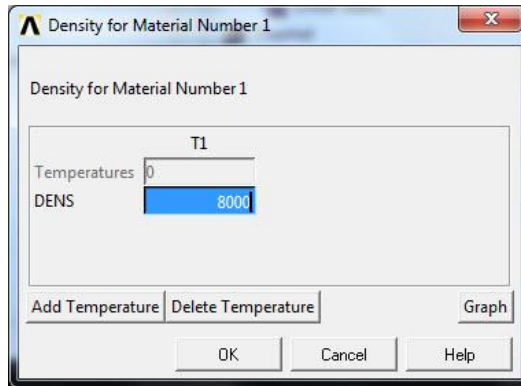 Density for Material Number 1
Density for Material Number 1
T1
Temperatures 0
DENS 8000
Add Temperature Delete Temperature Graph
OK Cancel Help